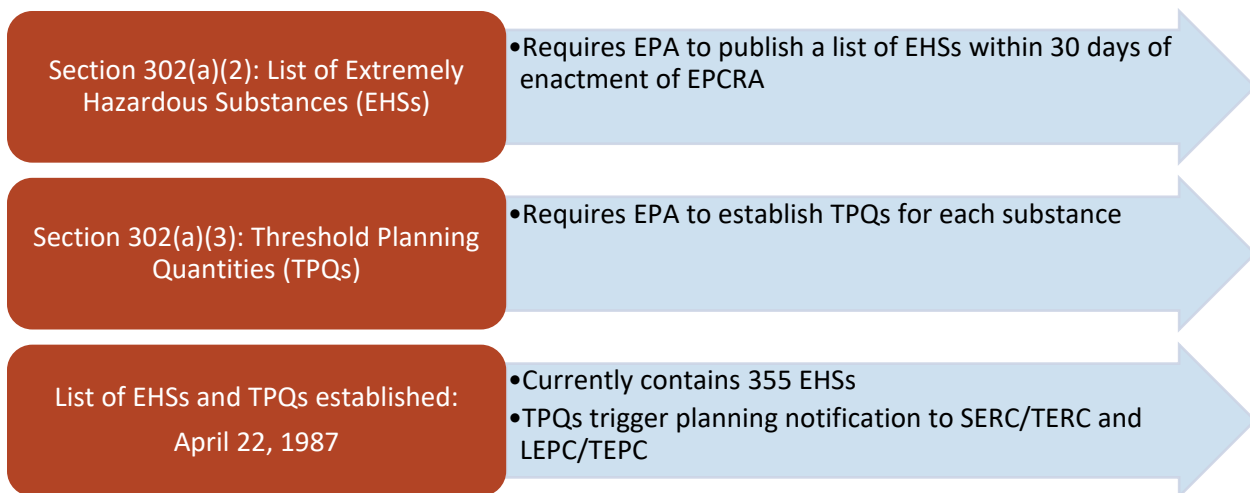 Section 302(a)(2): List of Extremely
Hazardous Substances (EHSs)
•Requires EPA to publish a list of EHSs within 30 days of
enactment of EPCRA
Section 302(a)(3): Threshold Planning
Quantities (TPQs)
•Requires EPA to establish TPQs for each substance
List of EHSs and TPQs established:
April 22, 1987
•Currently contains 355 EHSs
•TPQs trigger planning notification to SERC/TERC and
LEPC/TEPC